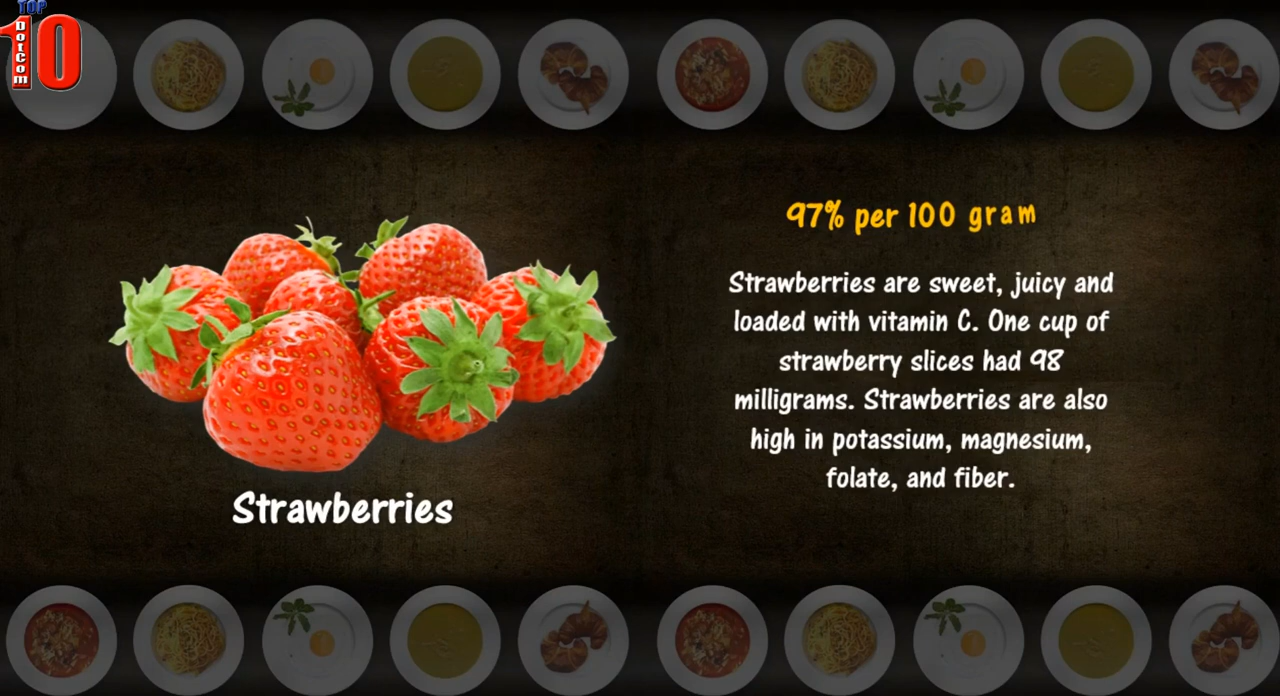 TOP
10
Dotcom
97% per 100 gram
Strawberries are sweet, juicy and
loaded with vitamin C. One cup of
strawberry slices had 98
milligrams. Strawberries are also
high in potassium, magnesium,
folate, and fiber.
Strawberries